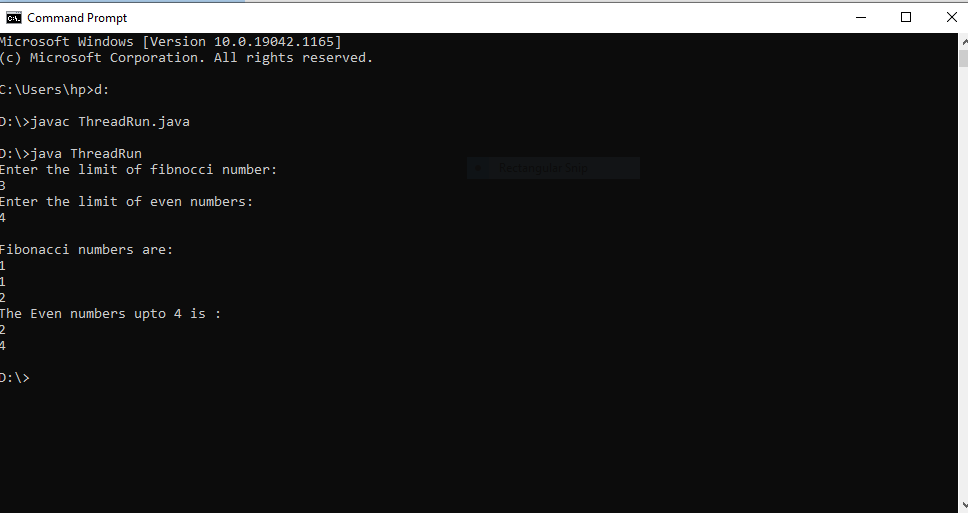 Command Prompt
Microsoft Windows [Version 10.0.19042.1165]
(c) Microsoft Corporation. All rights reserved.
C:\Users\hp>d:
D:\>javac ThreadRun.java
D:\>java ThreadRun
Enter the limit of fibnocci number:
3
Enter the limit of even numbers:
4
Fibonacci numbers are:
1
1
2
The Even numbers upto 4 is :
2
4
D:\>
Rectangular Snip